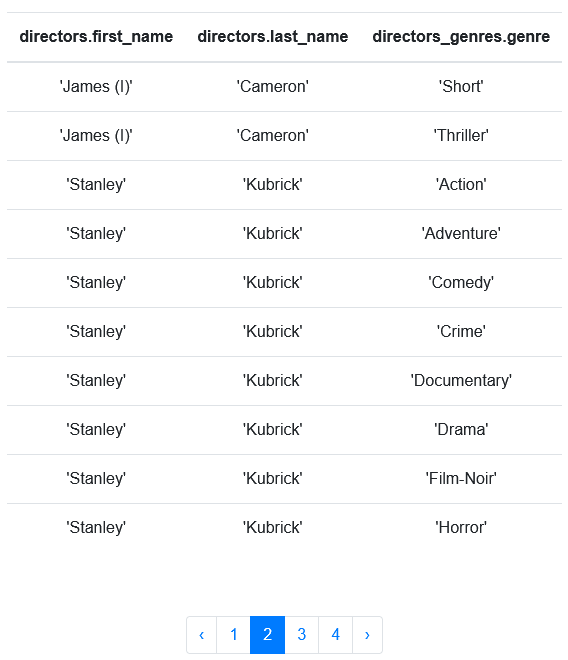 directors.first_name directors.last_name directors_genres.genre
'James (I)' 'Cameron' 'Short'
'James (I)' 'Cameron' 'Thriller'
'Stanley' 'Kubrick' 'Action'
'Stanley' 'Kubrick' 'Adventure'
'Stanley' 'Kubrick' 'Comedy'
'Stanley' 'Kubrick' 'Crime'
'Stanley' 'Kubrick' 'Documentary'
'Stanley' 'Kubrick' 'Drama'
'Stanley' 'Kubrick' 'Film-Noir'
'Stanley' 'Kubrick' 'Horror'
‹ 1 2 3 4 ›